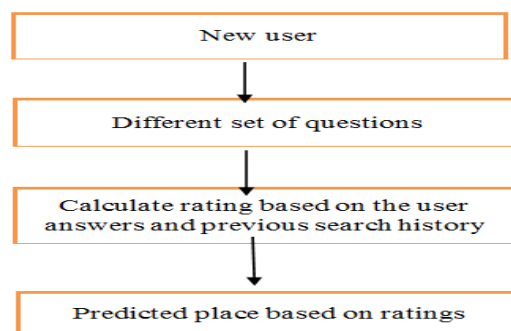 New user
Different set of questions
Calculate rating based on the user
answers and previous search history
Predicted place based on ratings